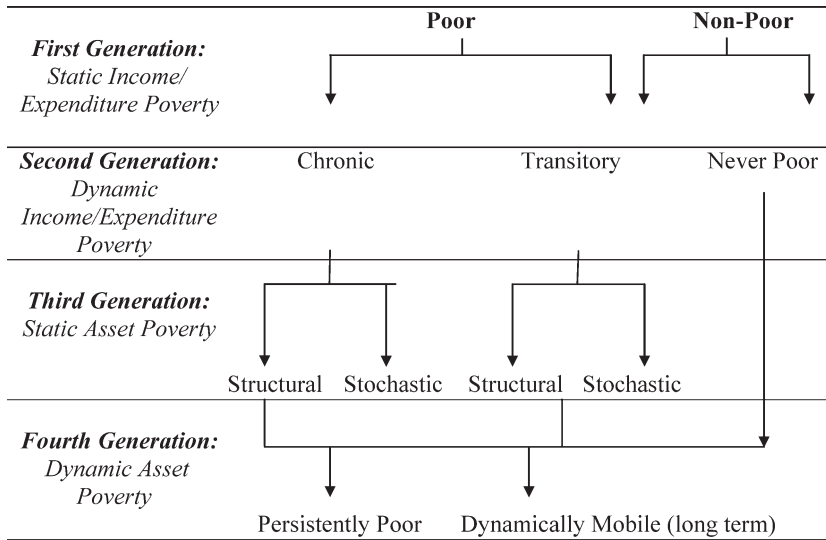 Poor Non-Poor
First Generation:
Static Income/
Expenditure Poverty
Second Generation: Chronic Transitory Never Poor
Dynamic
Income/Expenditure
Poverty
Third Generation:
Static Asset Poverty
Structural Stochastic Structural Stochastic
Fourth Generation:
Dynamic Asset
Poverty
Persistently Poor Dynamically Mobile (long term)